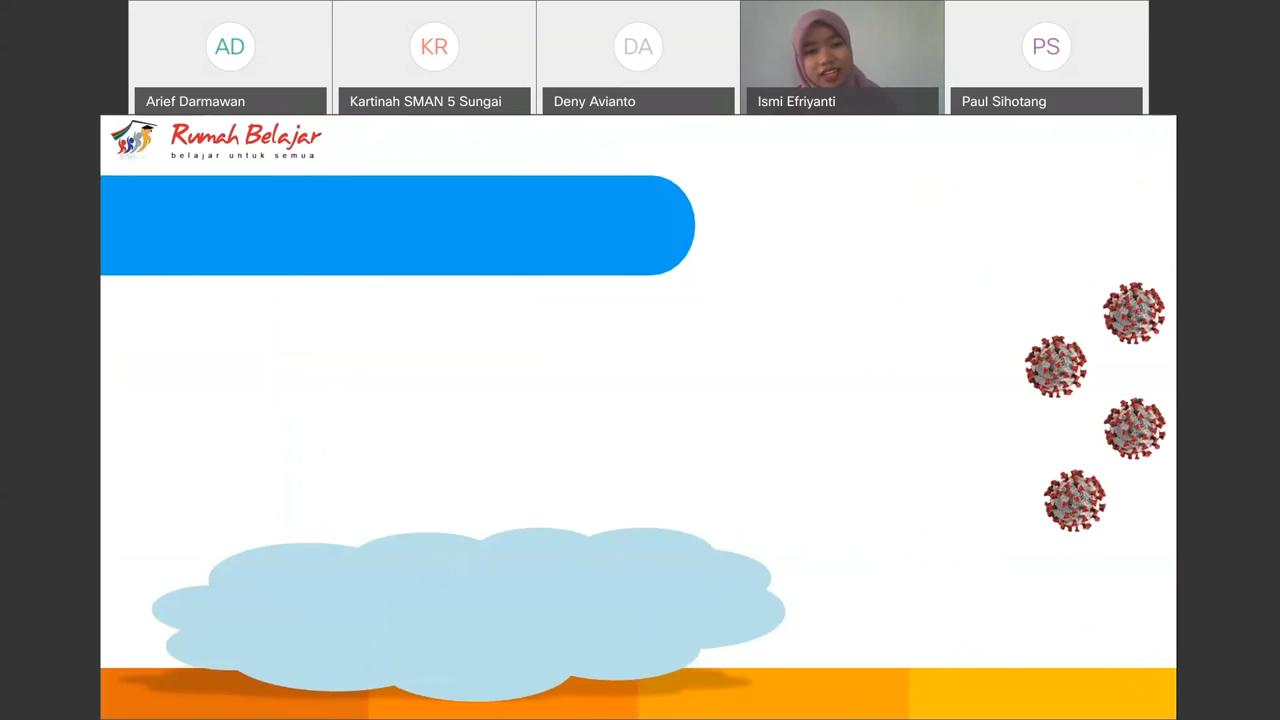 AD
KR
DA
PS
Arief Darmawan
Kartinah SMAN 5 Sungai
Deny Avianto
Ismi Efriyanti
Paul Sihotang
Rumah Belajar
belajar untuk semua